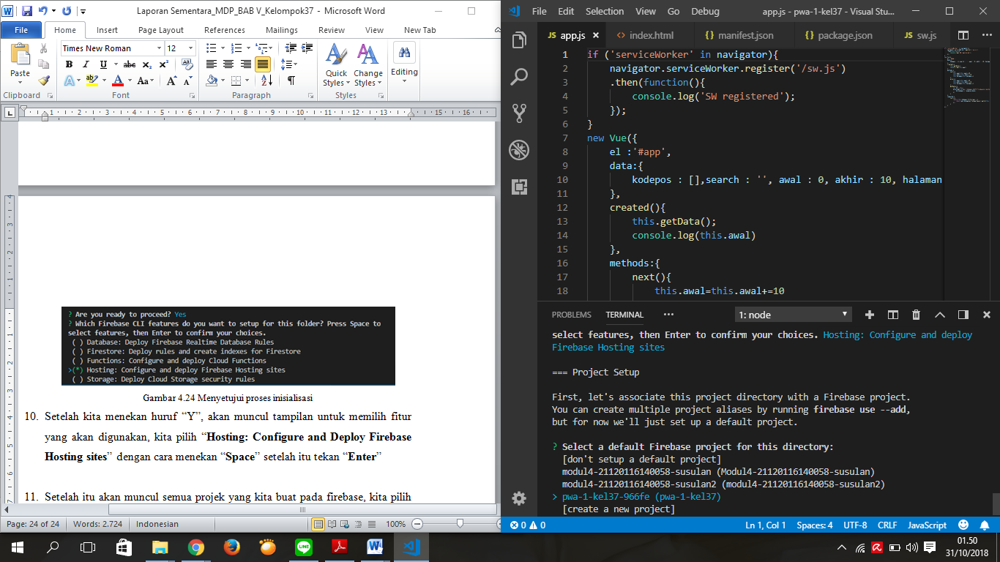 Laporan Sementara_MDP_BAB V_Kelompok37 - Microsoft Word
File Home Insert Page Layout References Mailings Review View New Tab
Times New Roman 12
Paste
Quick Styles
Change Styles
Editing
Clipboard Font Paragraph Styles
1 2 3 4 5 6 7 8 9 10 11 12 13 15 16
? Are you ready to proceed? Yes
? Which Firebase CLI features do you want to setup for this folder? Press Space to
select features, then Enter to confirm your choices.
( ) Database: Deploy Firebase Realtime Database Rules
( ) Firestore: Deploy rules and create indexes for Firestore
( ) Functions: Configure and deploy Cloud Functions
>(*) Hosting: Configure and deploy Firebase Hosting sites
( ) Storage: Deploy Cloud Storage security rules
Gambar 4.24 Menyetujui proses inisialisasi
10. Setelah kita menekan huruf “Y”, akan muncul tampilan untuk memilih fitur
yang akan digunakan, kita pilih “Hosting: Configure and Deploy Firebase
Hosting sites” dengan cara menekan “Space” setelah itu tekan “Enter”
11. Setelah itu akan muncul semua projek yang kita buat pada firebase, kita pilih
Page: 24 of 24 Words: 2.724 Indonesian 100%
File Edit Selection View Go Debug app.js - pwa-1-kel37 - Visual Stu...
JS app.js <> index.html {} manifest.json {} package.json JS sw.js
1 if ('serviceWorker' in navigator){
2 navigator.serviceWorker.register('/sw.js')
3 .then(function(){
4 console.log('SW registered');
5 });
6 }
7 new Vue({
8 el :'#app',
9 data:{
10 kodepos : [],search : '', awal : 0, akhir : 10, halaman
11 },
12 created(){
13 this.getData();
14 console.log(this.awal)
15 },
16 methods:{
17 next(){
18 this.awal=this.awal+=10
PROBLEMS TERMINAL ••• 1: node
select features, then Enter to confirm your choices. Hosting: Configure and deploy
Firebase Hosting sites
=== Project Setup
First, let's associate this project directory with a Firebase project.
You can create multiple project aliases by running firebase use --add,
but for now we'll just set up a default project.
? Select a default Firebase project for this directory:
[don't setup a default project]
modul4-21120116140058-susulan (Modul4-21120116140058-susulan)
modul4-21120116140058-susulan2 (modul4-21120116140058-susulan2)
> pwa-1-kel37-966fe (pwa-1-kel37)
[create a new project]
0 0 Ln 1, Col 1 Spaces: 4 UTF-8 CRLF JavaScript
01.50
31/10/2018